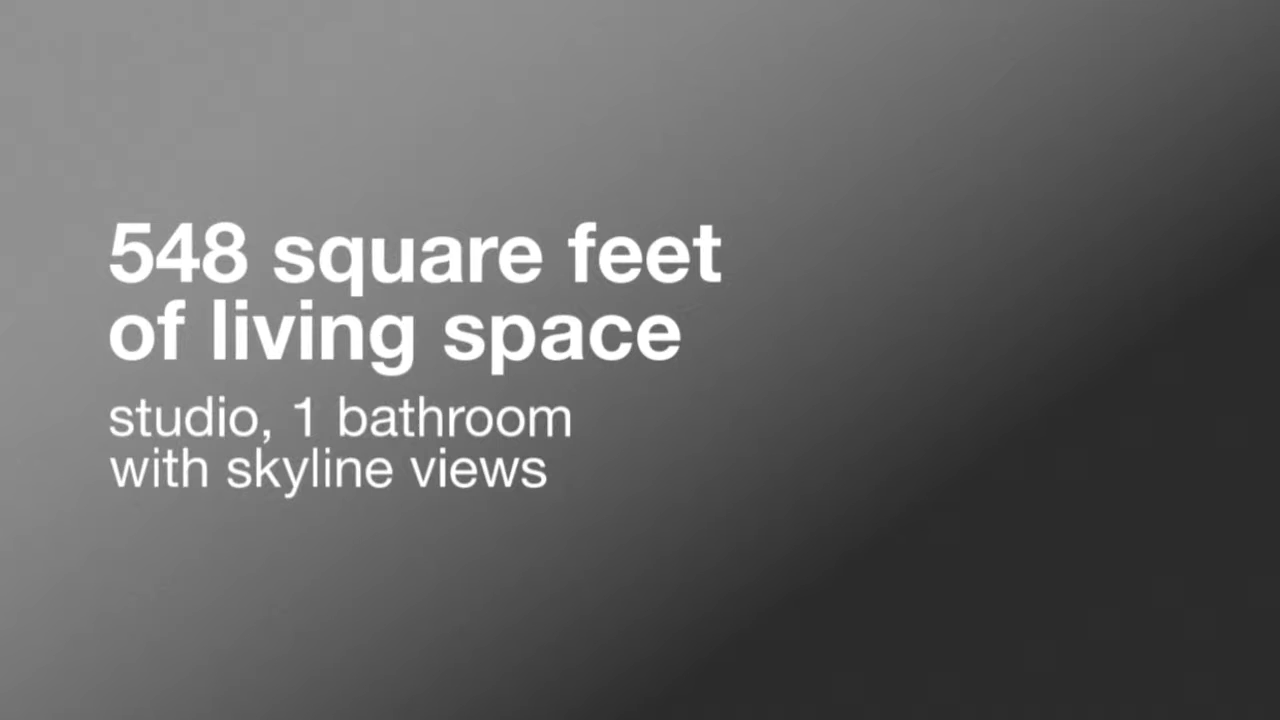 548 square feet
of living space
studio, 1 bathroom
with skyline views